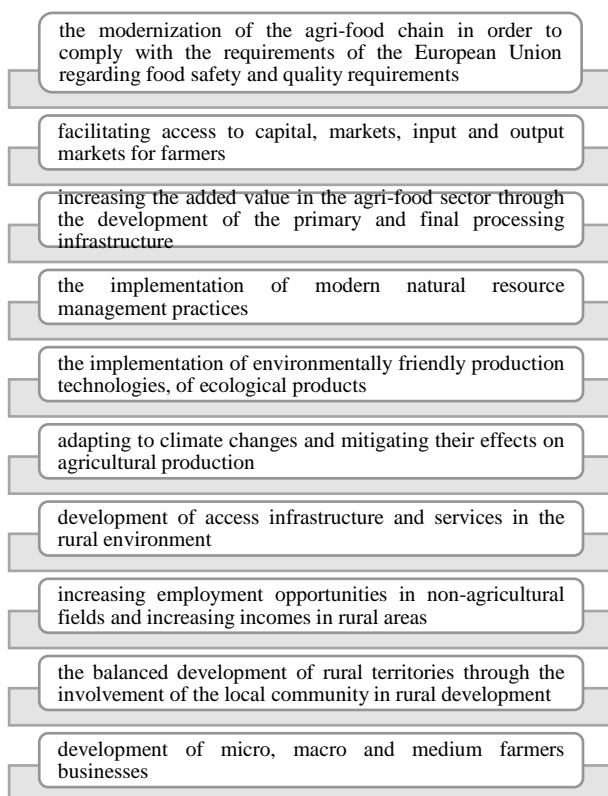 the modernization of the agri-food chain in order to
comply with the requirements of the European Union
regarding food safety and quality requirements
facilitating access to capital, markets, input and output
markets for farmers
increasing the added value in the agri-food sector through
the development of the primary and final processing
infrastructure
the implementation of modern natural resource
management practices
the implementation of environmentally friendly production
technologies, of ecological products
adapting to climate changes and mitigating their effects on
agricultural production
development of access infrastructure and services in the
rural environment
increasing employment opportunities in non-agricultural
fields and increasing incomes in rural areas
the balanced development of rural territories through the
involvement of the local community in rural development
development of micro, macro and medium farmers
businesses